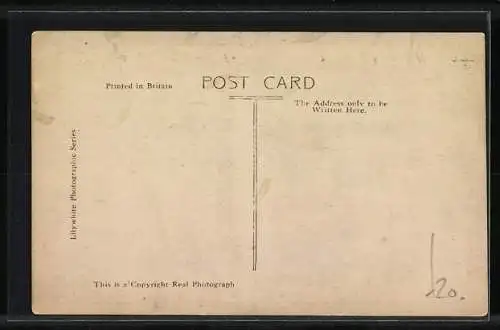 Printed in Britain
POST CARD
The Address only to be
Written Here.
Lilywhite Photographic Series
This is a Copyright Real Photograph
20.